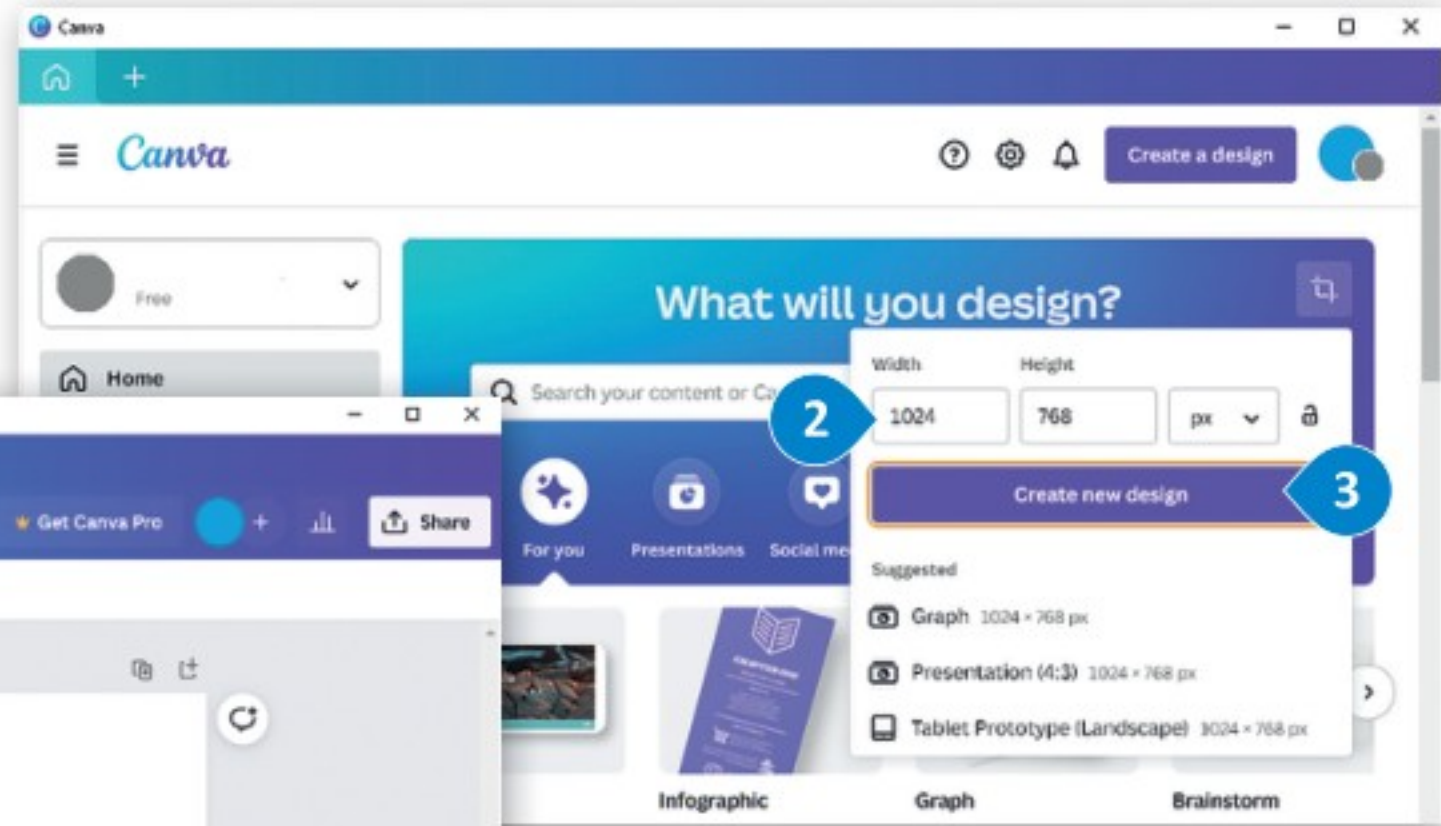 Canva
Canva
Create a design
Free
What will you design?
Home
Search your content or Ca
Width
Height
2
1024
768
px
Create new design
3
Get Canva Pro
Share
For you
Presentations
Social me
Suggested
Graph 1024 × 768 px
Presentation (4:3) 1024 × 768 px
Tablet Prototype (Landscape) 1024 × 768 px
Infographic
Graph
Brainstorm